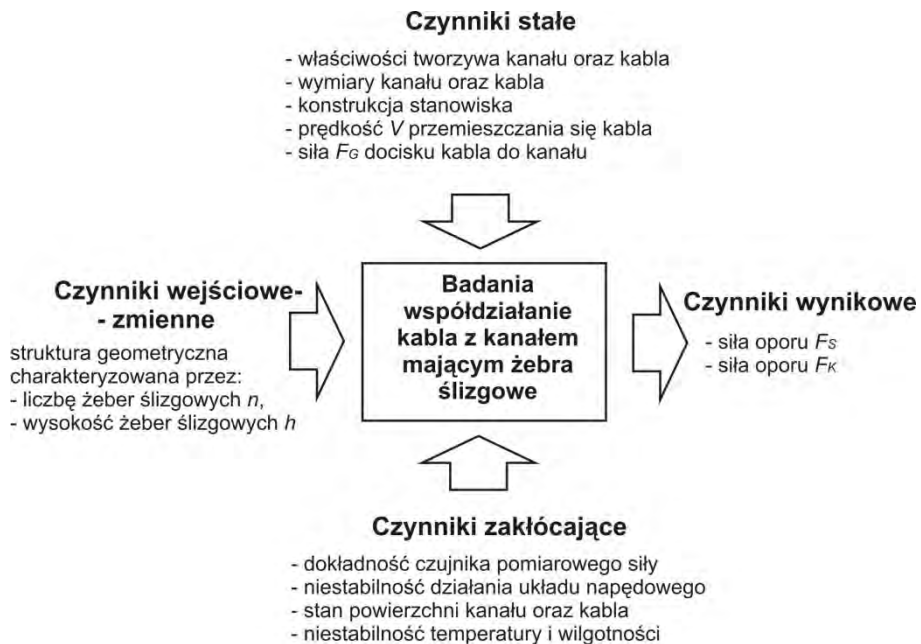 Czynniki stałe
- właściwości tworzywa kanału oraz kabla
- wymiary kanału oraz kabla
- konstrukcja stanowiska
- prędkość V przemieszczania się kabla
- siła FG docisku kabla do kanału
Czynniki wejściowe-
- zmienne
struktura geometryczna
charakteryzowana przez:
- liczbę żeber ślizgowych n,
- wysokość żeber ślizgowych h
Badania
współdziałanie
kabla z kanałem
mającym żebra
ślizgowe
Czynniki wynikowe
- siła oporu FS
- siła oporu FK
Czynniki zakłócające
- dokładność czujnika pomiarowego siły
- niestabilność działania układu napędowego
- stan powierzchni kanału oraz kabla
- niestabilność temperatury i wilgotności